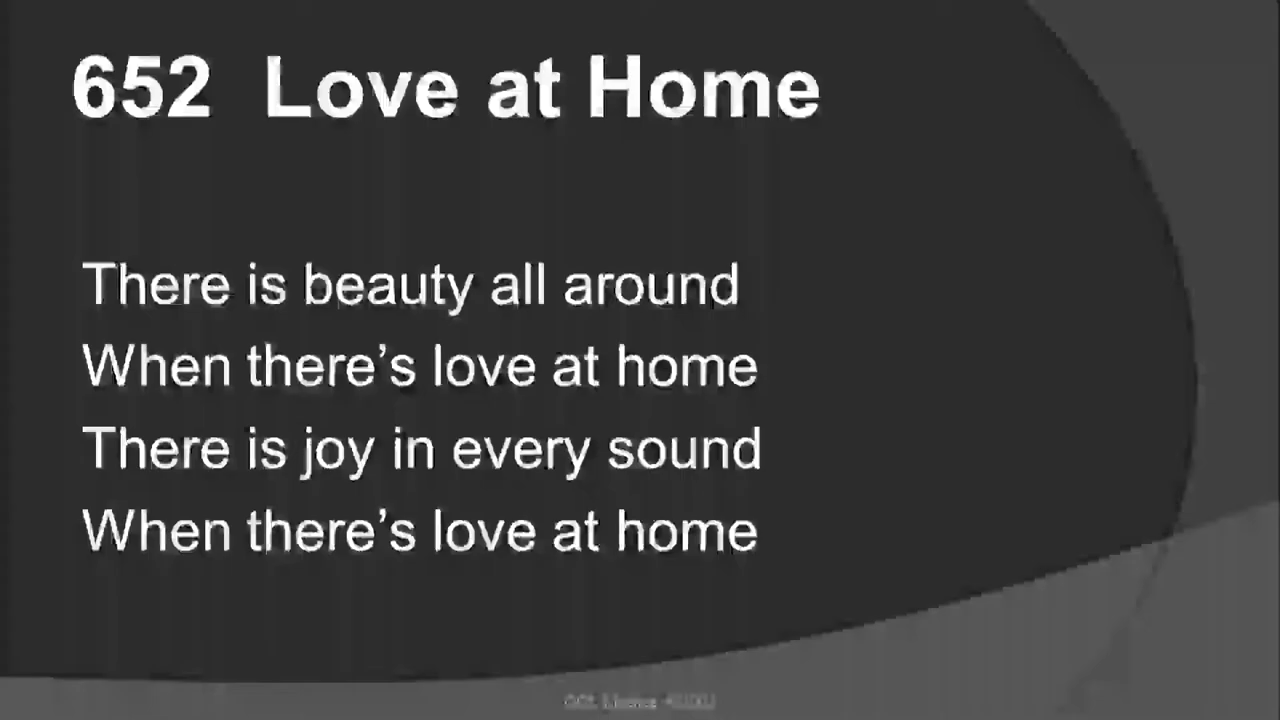 652 Love at Home
There is beauty all around
When there’s love at home
There is joy in every sound
When there’s love at home